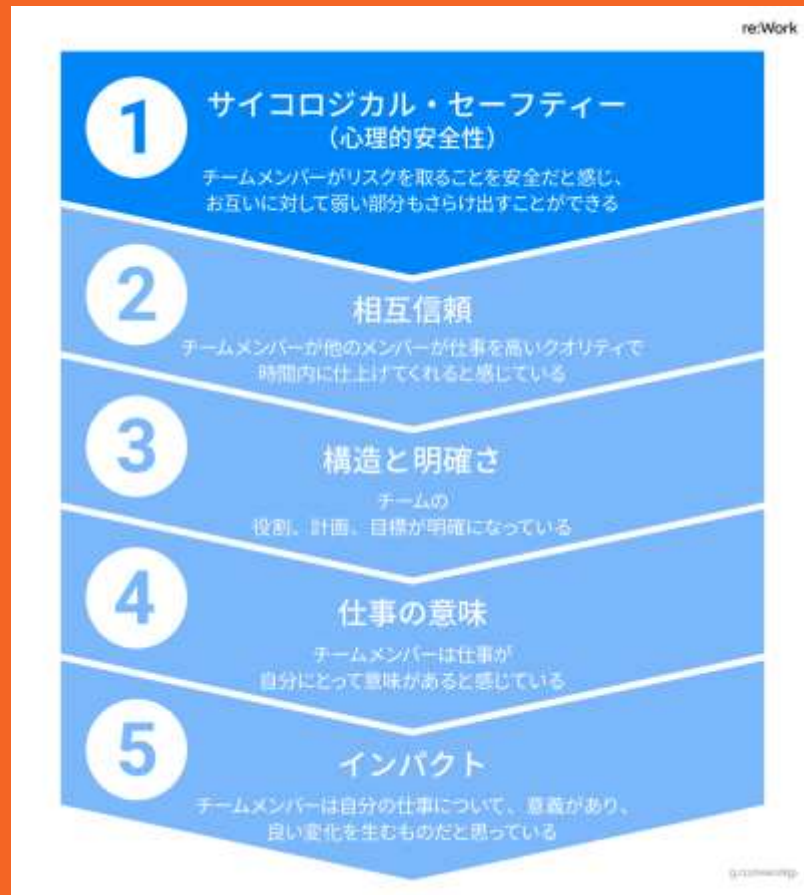 re:Work
1
サイコロジカル・セーフティー
（心理的安全性）
チームメンバーがリスクを取ることを安全だと感じ、
お互いに対して弱い部分もさらけ出すことができる
2
相互信頼
チームメンバーが他のメンバーが仕事を高いクオリティで
時間内に仕上げてくれると感じている
3
構造と明確さ
チームの
役割、計画、目標が明確になっている
4
仕事の意味
チームメンバーは仕事が
自分にとって意味があると感じている
5
インパクト
チームメンバーは自分の仕事について、意義があり、
良い変化を生むものだと思っている